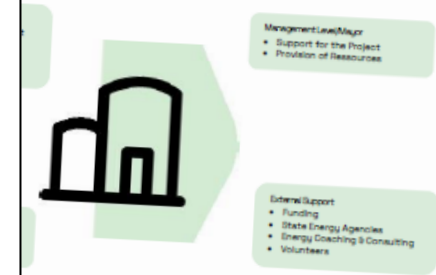 t
Management Level/Mayor
Support for the Project
Provision of Ressources
External Support
Funding
State Energy Agencies
Energy Coaching & Consulting
Volunteers